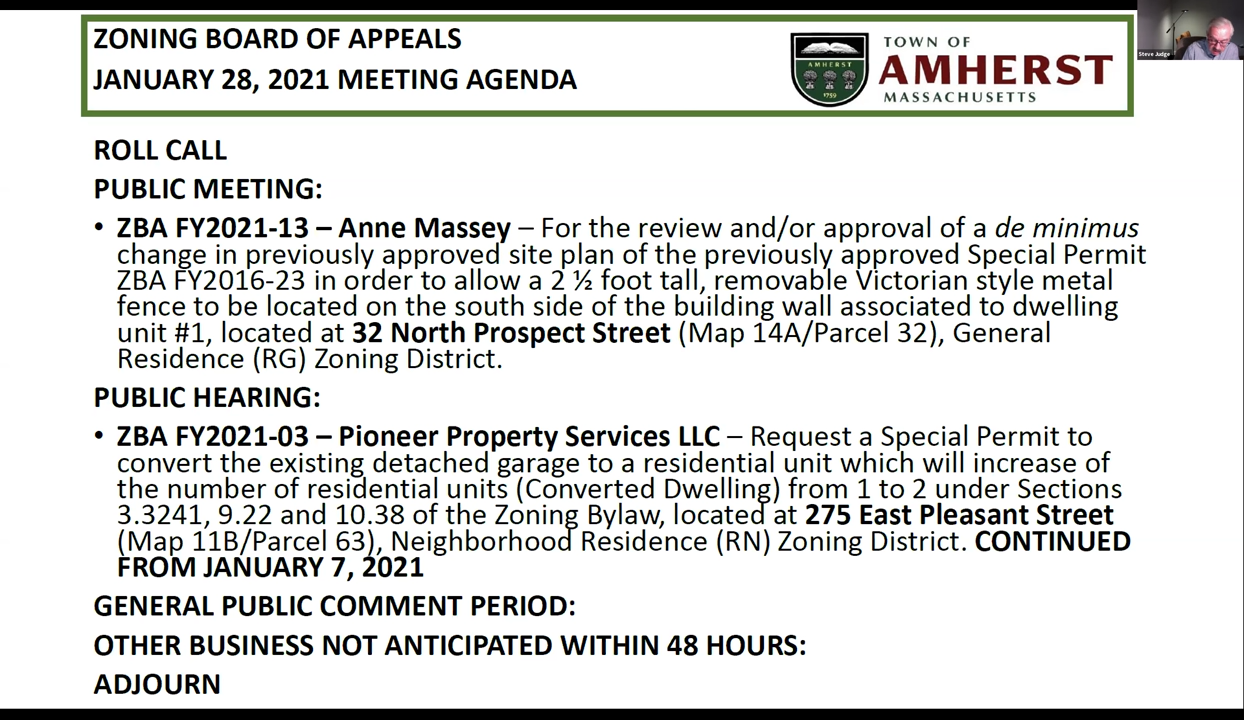 ZONING BOARD OF APPEALS
JANUARY 28, 2021 MEETING AGENDA
AMHERST
1759
TOWN OF
AMHERST
MASSACHUSETTS
Steve Judge
ROLL CALL
PUBLIC MEETING:
• ZBA FY2021-13 – Anne Massey – For the review and/or approval of a de minimus
change in previously approved site plan of the previously approved Special Permit
ZBA FY2016-23 in order to allow a 2 ½ foot tall, removable Victorian style metal
fence to be located on the south side of the building wall associated to dwelling
unit #1, located at 32 North Prospect Street (Map 14A/Parcel 32), General
Residence (RG) Zoning District.
PUBLIC HEARING:
• ZBA FY2021-03 – Pioneer Property Services LLC – Request a Special Permit to
convert the existing detached garage to a residential unit which will increase of
the number of residential units (Converted Dwelling) from 1 to 2 under Sections
3.3241, 9.22 and 10.38 of the Zoning Bylaw, located at 275 East Pleasant Street
(Map 11B/Parcel 63), Neighborhood Residence (RN) Zoning District. CONTINUED
FROM JANUARY 7, 2021
GENERAL PUBLIC COMMENT PERIOD:
OTHER BUSINESS NOT ANTICIPATED WITHIN 48 HOURS:
ADJOURN